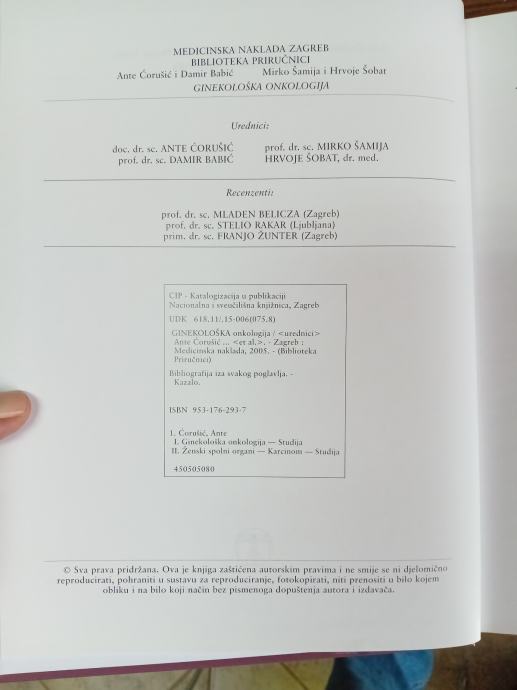 MEDICINSKA NAKLADA ZAGREB
BIBLIOTEKA PRIRUČNICI
Ante Ćorušić i Damir Babić Mirko Šamija i Hrvoje Šobat
GINEKOLOŠKA ONKOLOGIJA
Urednici:
doc. dr. sc. ANTE ĆORUŠIĆ prof. dr. sc. MIRKO ŠAMIJA
prof. dr. sc. DAMIR BABIĆ HRVOJE ŠOBAT, dr. med.
Recenzenti:
prof. dr. sc. MLADEN BELICZA (Zagreb)
prof. dr. sc. STELIO RAKAR (Ljubljana)
prim. dr. sc. FRANJO ŽUNTER (Zagreb)
CIP - Katalogizacija u publikaciji
Nacionalna i sveučilišna knjižnica, Zagreb
UDK 618.11/.15-006(075.8)
GINEKOLOŠKA onkologija / <urednici>
Ante Ćorušić ... <et al.>. - Zagreb :
Medicinska naklada, 2005. - (Biblioteka
Priručnici)
Bibliografija iza svakog poglavlja. -
Kazalo.
ISBN 953-176-293-7
1. Ćorušić, Ante
I. Ginekološka onkologija — Studija
II. Ženski spolni organi — Karcinom — Studija
450505080
© Sva prava pridržana. Ova je knjiga zaštićena autorskim pravima i ne smije se ni djelomično
reproducirati, pohraniti u sustavu za reproduciranje, fotokopirati, niti prenositi u bilo kojem
obliku i na bilo koji način bez pismenoga dopuštenja autora i izdavača.